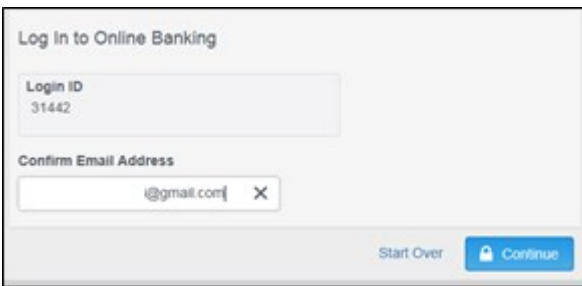 Log In to Online Banking
Login ID
31442
Confirm Email Address
@gmail.com
Start Over
Continue